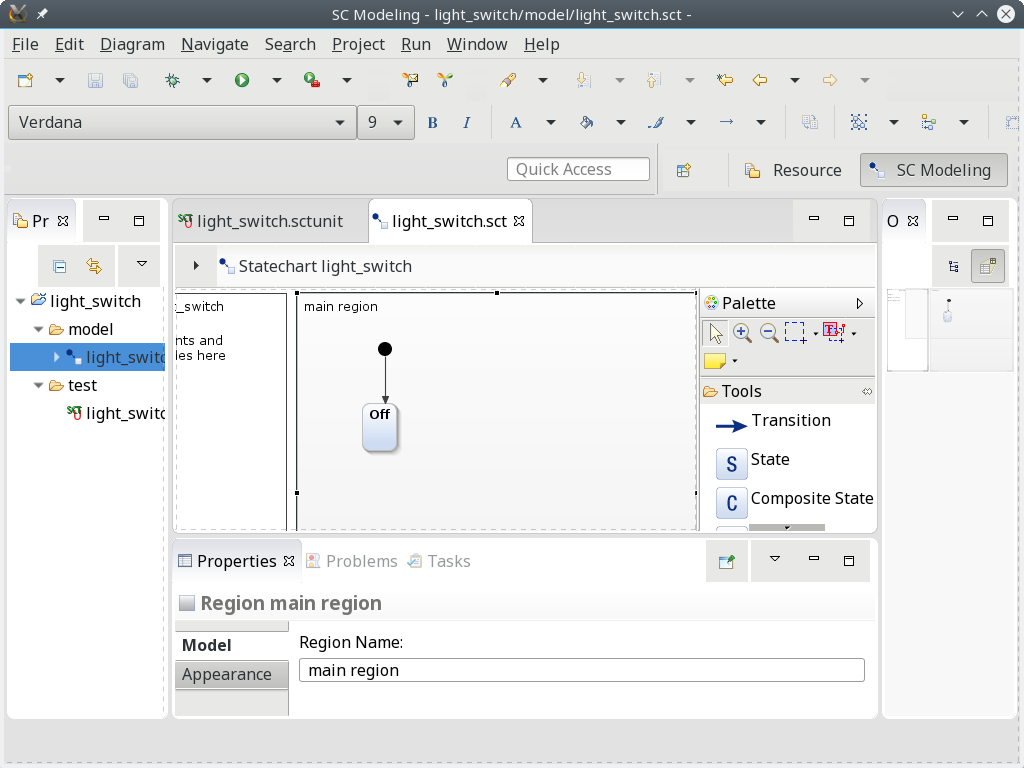 SC Modeling - light_switch/model/light_switch.sct -
File Edit Diagram Navigate Search Project Run Window Help
Verdana 9 B I A
Quick Access Resource SC Modeling
Pr light_switch.sctunit light_switch.sct O
Statechart light_switch
light_switch
model
light_switc
test
light_switc
_switch
nts and
les here
main region
Off
Palette
Tools
Transition
S State
C Composite State
Properties Problems Tasks
Region main region
Model
Appearance
Region Name:
main region